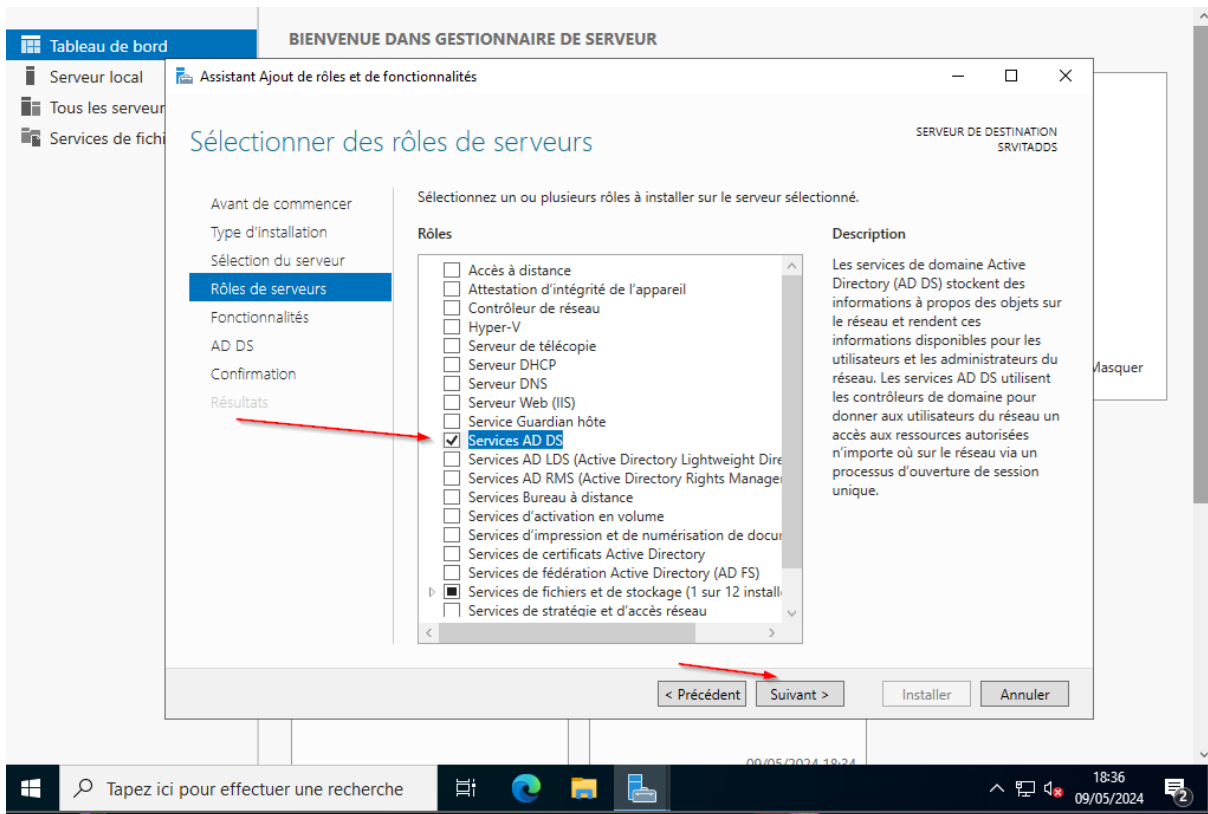 Tableau de bord
Serveur local
Tous les serveur
Services de fichi
BIENVENUE DANS GESTIONNAIRE DE SERVEUR
Assistant Ajout de rôles et de fonctionnalités
Sélectionner des rôles de serveurs
SERVEUR DE DESTINATION
SRVITADDS
Avant de commencer
Type d'installation
Sélection du serveur
Rôles de serveurs
Fonctionnalités
AD DS
Confirmation
Résultats
Sélectionnez un ou plusieurs rôles à installer sur le serveur sélectionné.
Rôles
Accès à distance
Attestation d'intégrité de l'appareil
Contrôleur de réseau
Hyper-V
Serveur de télécopie
Serveur DHCP
Serveur DNS
Serveur Web (IIS)
Service Guardian hôte
Services AD DS
Services AD LDS (Active Directory Lightweight Dire
Services AD RMS (Active Directory Rights Manage
Services Bureau à distance
Services d'activation en volume
Services d'impression et de numérisation de docu
Services de certificats Active Directory
Services de fédération Active Directory (AD FS)
Services de fichiers et de stockage (1 sur 12 install
Services de stratégie et d'accès réseau
Description
Les services de domaine Active
Directory (AD DS) stockent des
informations à propos des objets sur
le réseau et rendent ces
informations disponibles pour les
utilisateurs et les administrateurs du
réseau. Les services AD DS utilisent
les contrôleurs de domaine pour
donner aux utilisateurs du réseau un
accès aux ressources autorisées
n'importe où sur le réseau via un
processus d'ouverture de session
unique.
Masquer
< Précédent
Suivant >
Installer
Annuler
09/05/2024 18:34
Tapez ici pour effectuer une recherche
18:36
09/05/2024
2